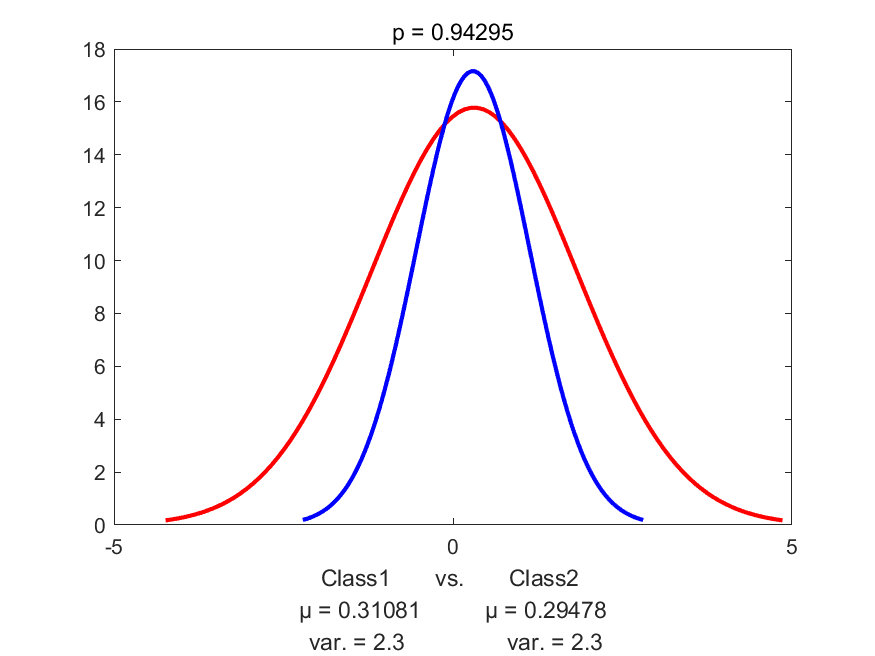 p = 0.94295
18
16
14
12
10
8
6
4
2
0
-5 0 5
Class1 vs. Class2
μ = 0.31081 μ = 0.29478
var. = 2.3 var. = 2.3